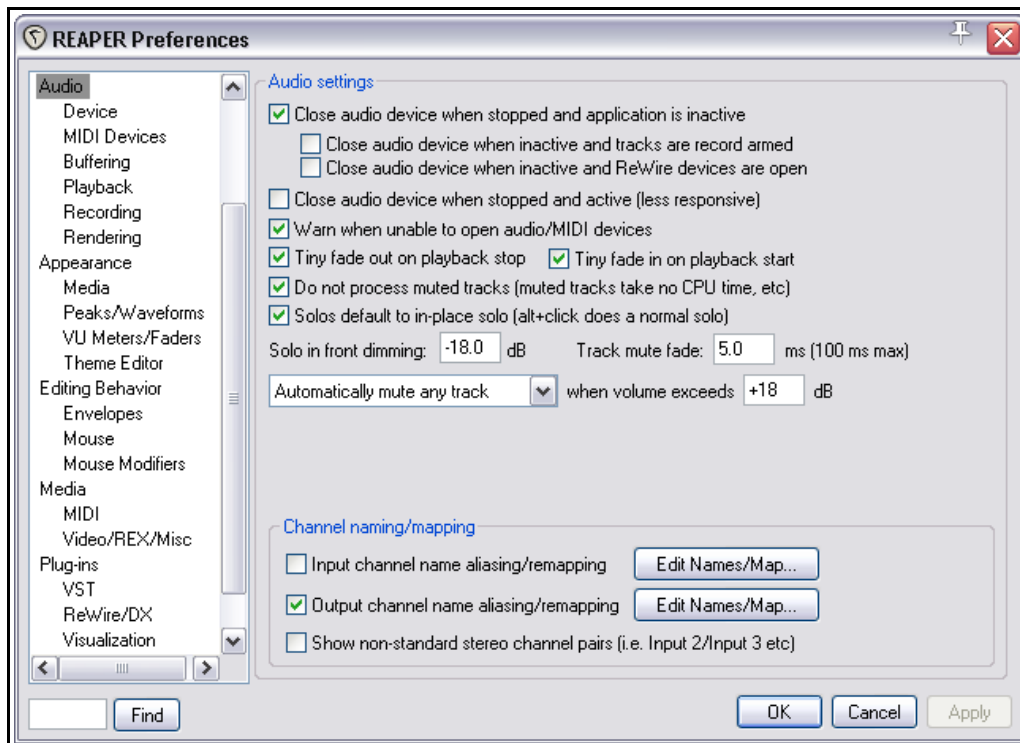 REAPER Preferences
Audio
Device
MIDI Devices
Buffering
Playback
Recording
Rendering
Appearance
Media
Peaks/Waveforms
VU Meters/Faders
Theme Editor
Editing Behavior
Envelopes
Mouse
Mouse Modifiers
Media
MIDI
Video/REX/Misc
Plug-ins
VST
ReWire/DX
Visualization
Find
Audio settings
Close audio device when stopped and application is inactive
Close audio device when inactive and tracks are record armed
Close audio device when inactive and ReWire devices are open
Close audio device when stopped and active (less responsive)
Warn when unable to open audio/MIDI devices
Tiny fade out on playback stop Tiny fade in on playback start
Do not process muted tracks (muted tracks take no CPU time, etc)
Solos default to in-place solo (alt+click does a normal solo)
Solo in front dimming: -18.0 dB Track mute fade: 5.0 ms (100 ms max)
Automatically mute any track when volume exceeds +18 dB
Channel naming/mapping
Input channel name aliasing/remapping Edit Names/Map...
Output channel name aliasing/remapping Edit Names/Map...
Show non-standard stereo channel pairs (i.e. Input 2/Input 3 etc)
OK Cancel Apply